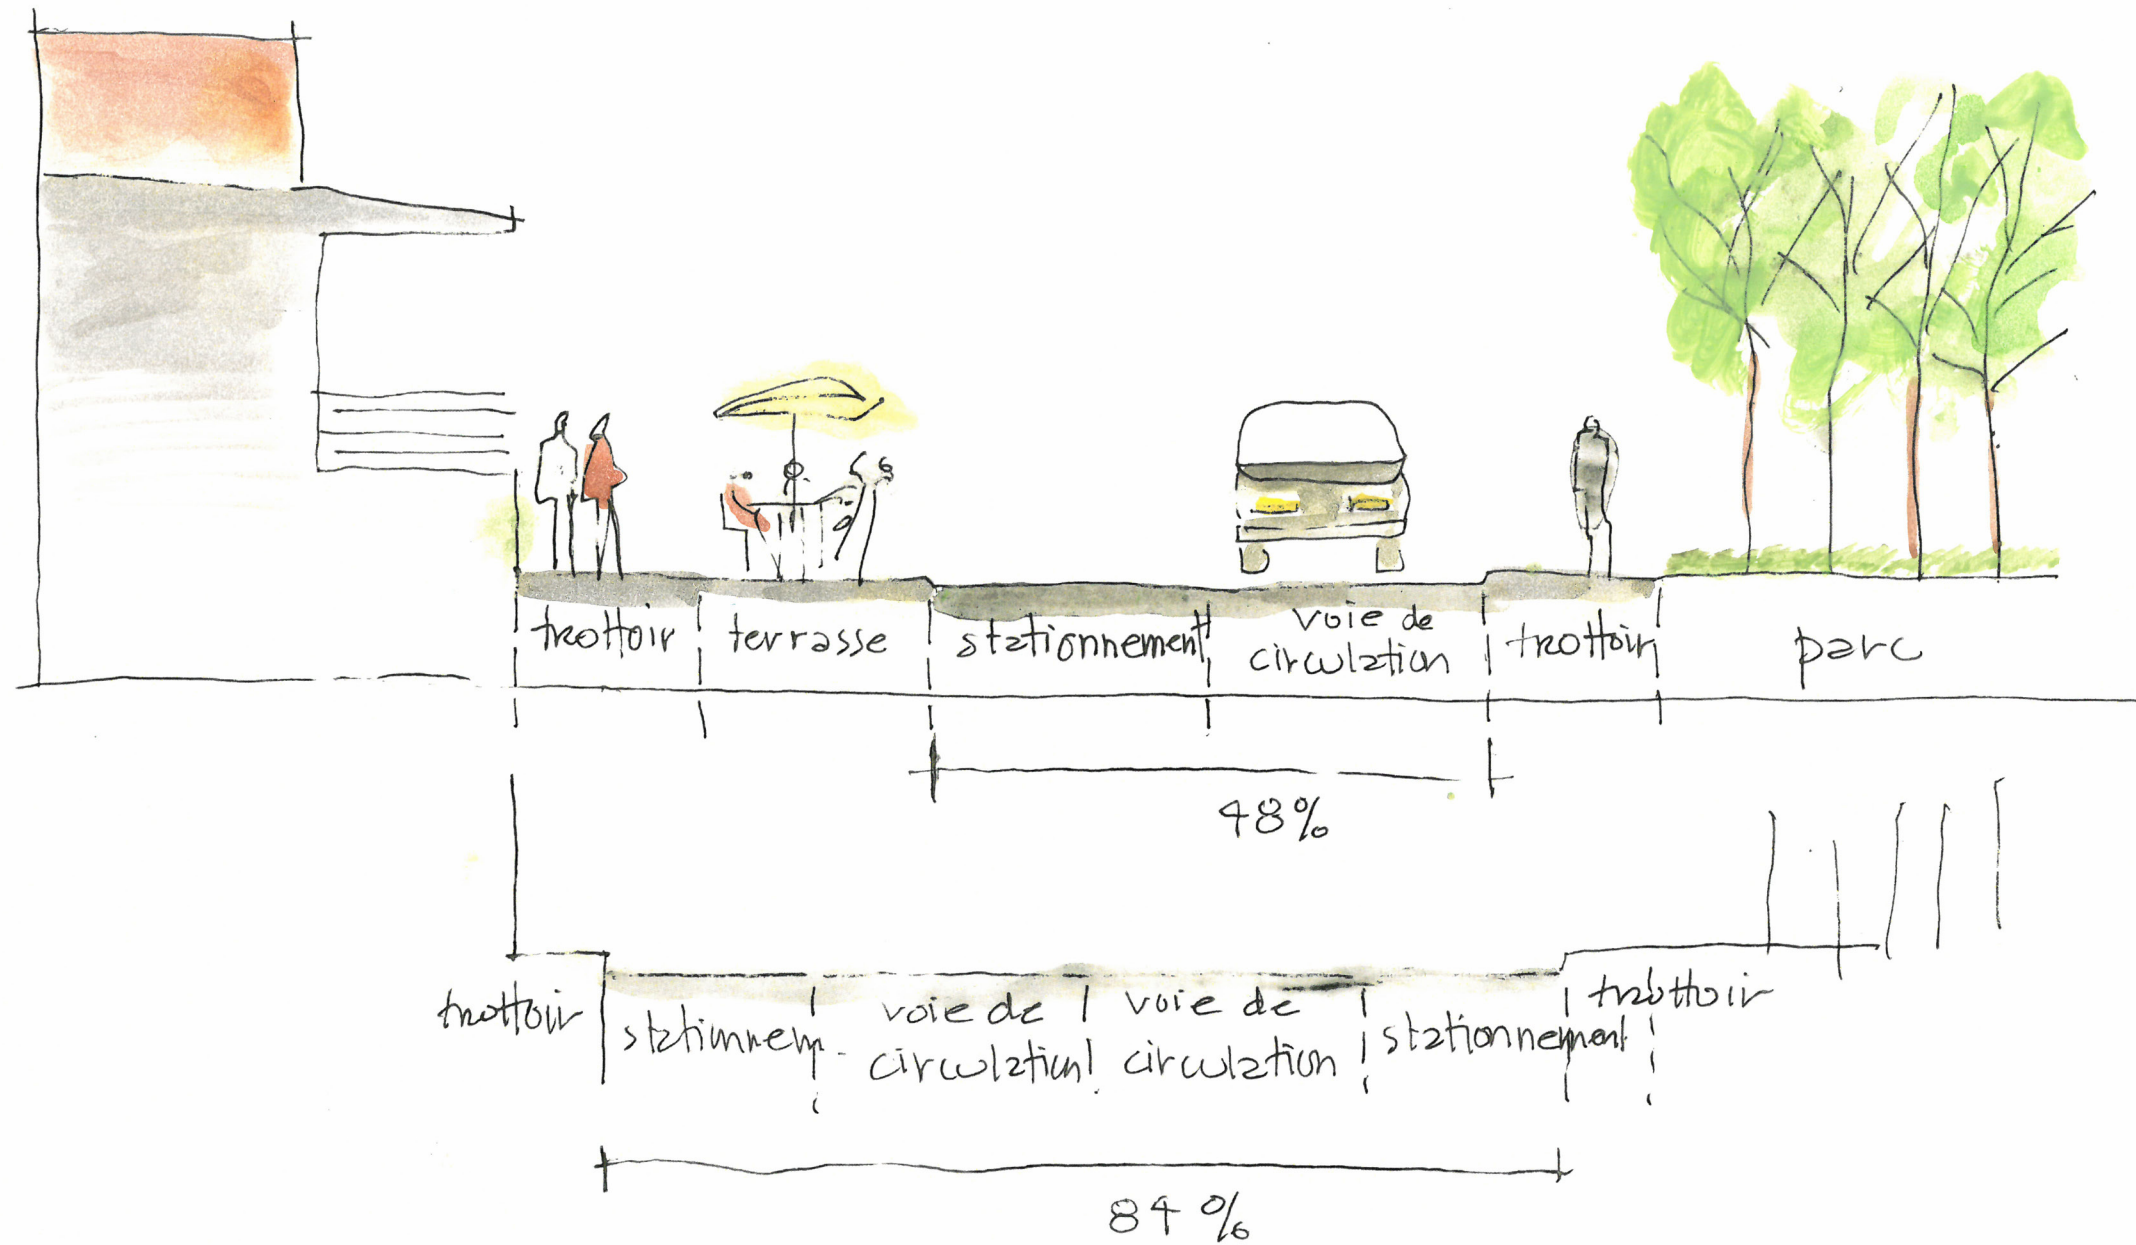 trottoir
terrasse
stationnement
voie de
circulation
trottoir
parc
48%
trottoir
stationnem.
voie de
circulation
voie de
circulation
stationnement
trottoir
84%